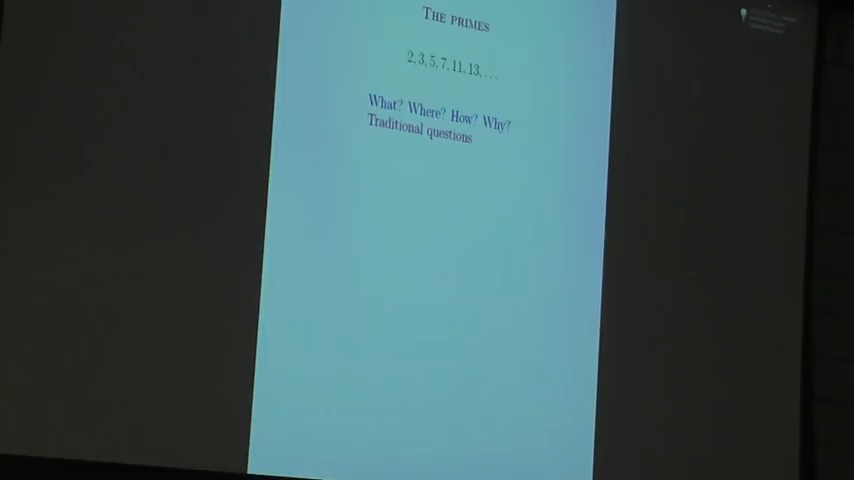 THE PRIMES
2, 3, 5, 7, 11, 13, ...
What? Where? How? Why?
Traditional questions